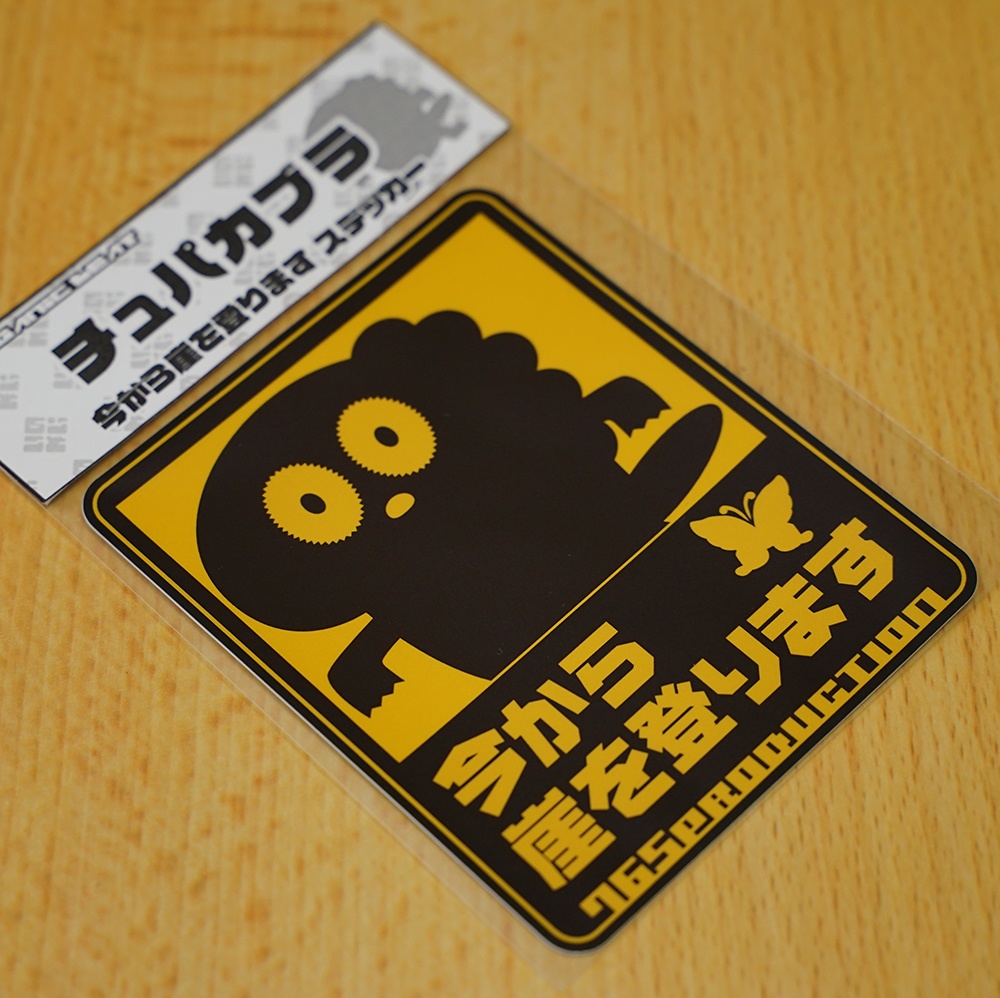 チュパカブラ
今から崖を登ります ステッカー
今から
崖を登ります
765PRODUCTION